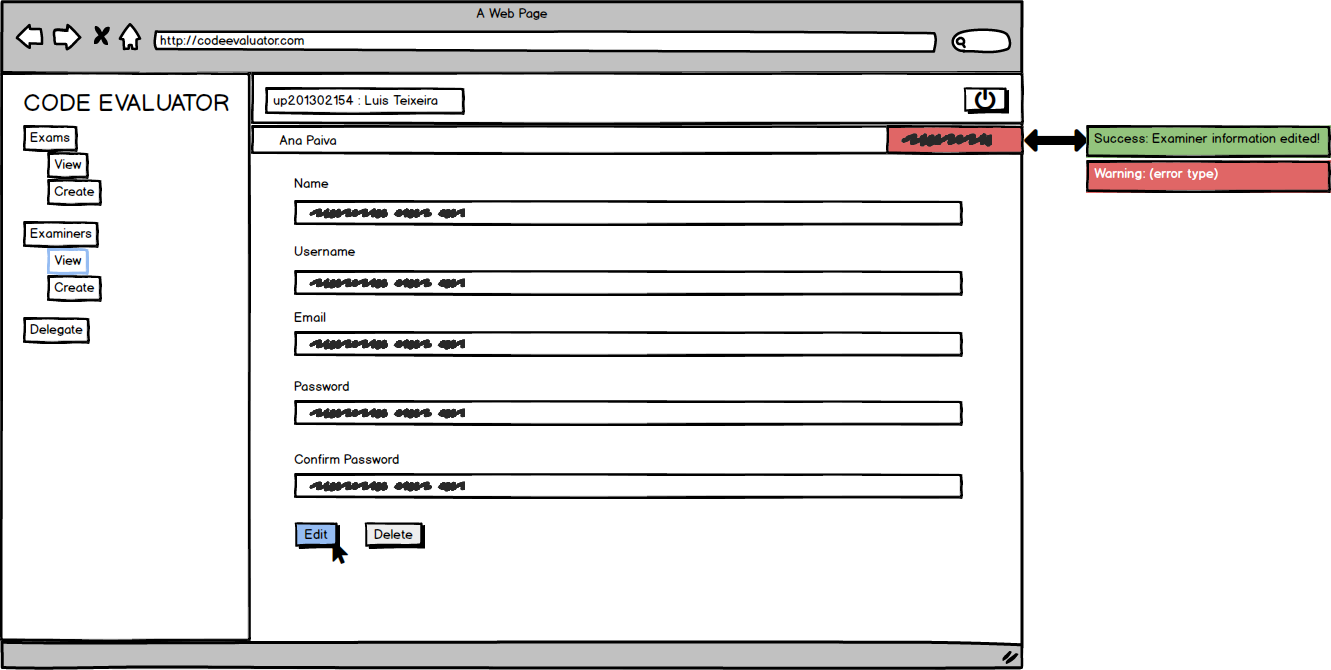 A Web Page
http://codeevaluator.com
CODE EVALUATOR
Exams
View
Create
Examiners
View
Create
Delegate
up201302154 : Luis Teixeira
Ana Paiva
Name
Username
Email
Password
Confirm Password
Edit
Delete
Success: Examiner information edited!
Warning: (error type)